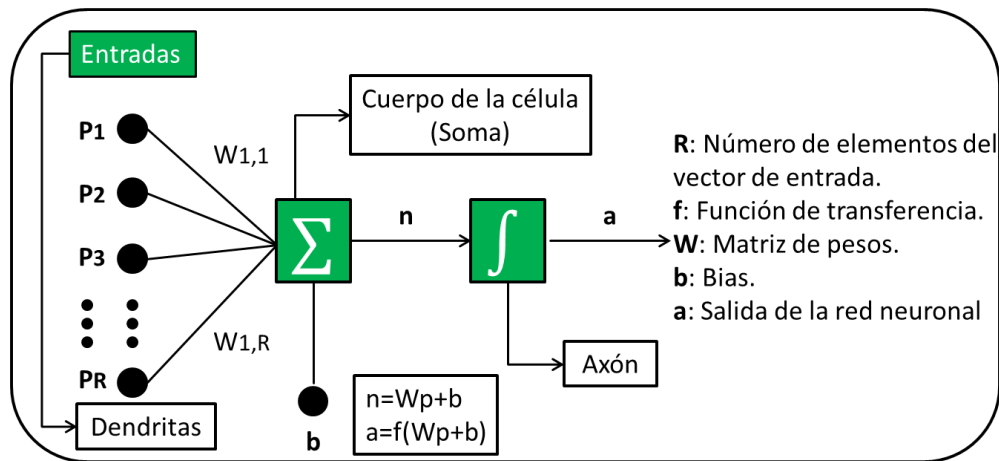 Entradas
P1
P2
P3
PR
Dendritas
W1,1
W1,R
Cuerpo de la célula
(Soma)
∑
n
∫
a
b
n=Wp+b
a=f(Wp+b)
Axón
R: Número de elementos del
vector de entrada.
f: Función de transferencia.
W: Matriz de pesos.
b: Bias.
a: Salida de la red neuronal